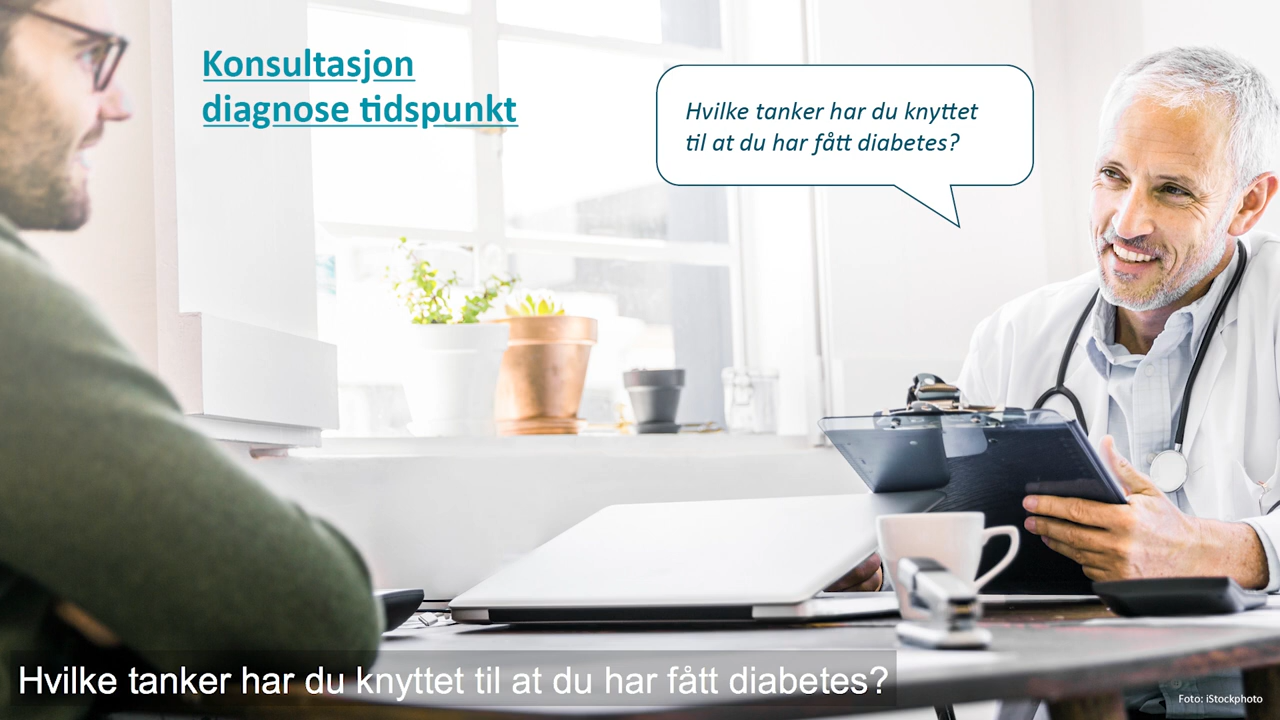 Konsultasjon
diagnose tidspunkt
Hvilke tanker har du knyttet
til at du har fått diabetes?
Hvilke tanker har du knyttet til at du har fått diabetes?
Foto: iStockphoto